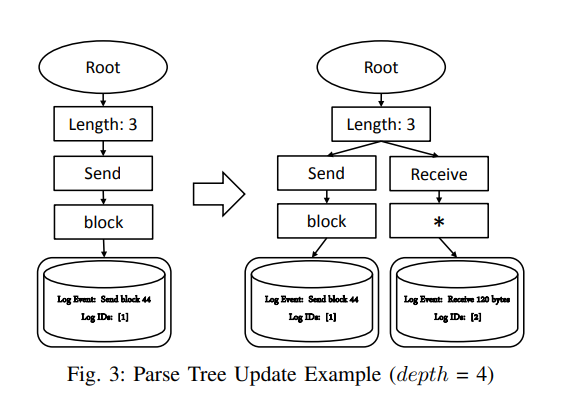 Root
Length: 3
Send
block
Log Event: Send block 44
Log IDs: [1]
Root
Length: 3
Send
Receive
block
*
Log Event: Send block 44
Log IDs: [1]
Log Event: Receive 120 bytes
Log IDs: [2]
Fig. 3: Parse Tree Update Example (depth = 4)